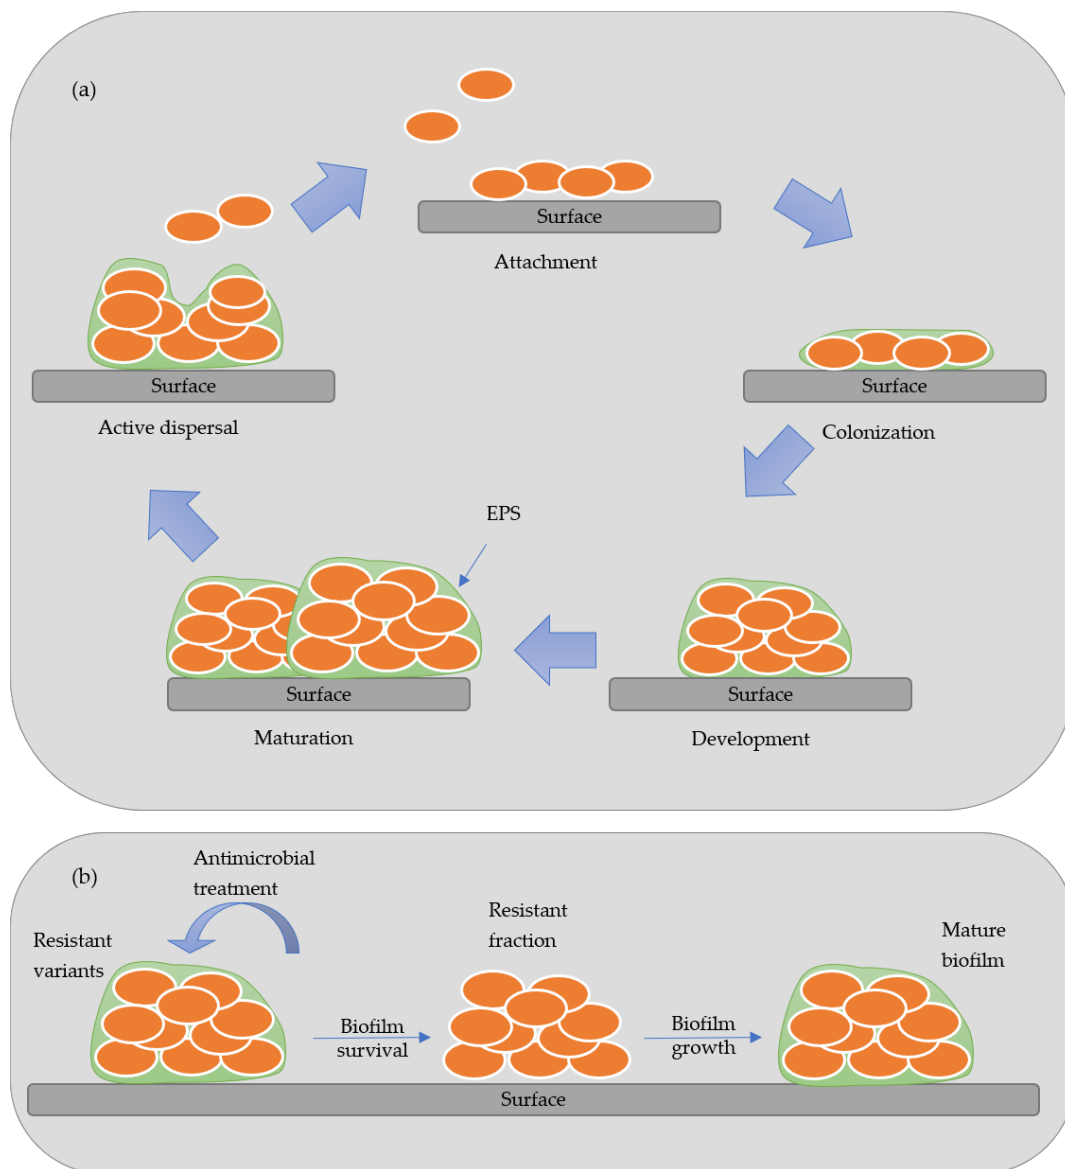 (a)
Surface
Attachment
Surface
Active dispersal
Surface
Colonization
EPS
Surface
Maturation
Surface
Development
(b)
Antimicrobial
treatment
Resistant
variants
Resistant
fraction
Mature
biofilm
Biofilm
survival
Biofilm
growth
Surface